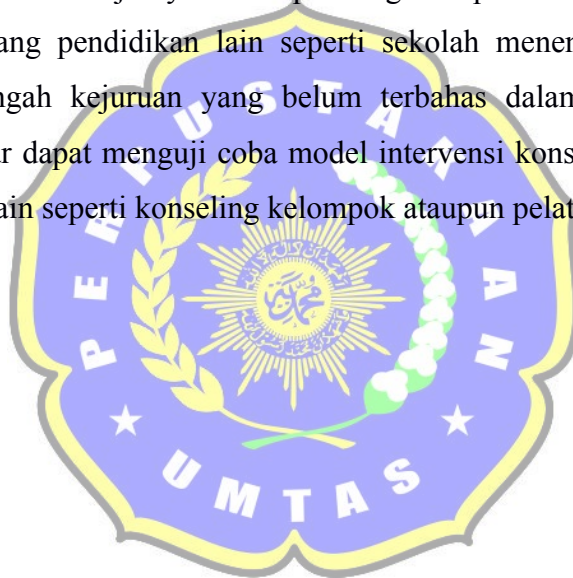 ang pendidikan lain seperti sekolah mener
ngah kejuruan yang belum terbahas dalam
r dapat menguji coba model intervensi kons
ain seperti konseling kelompok ataupun pelat
PERPUSTAKAAN
UMTAS